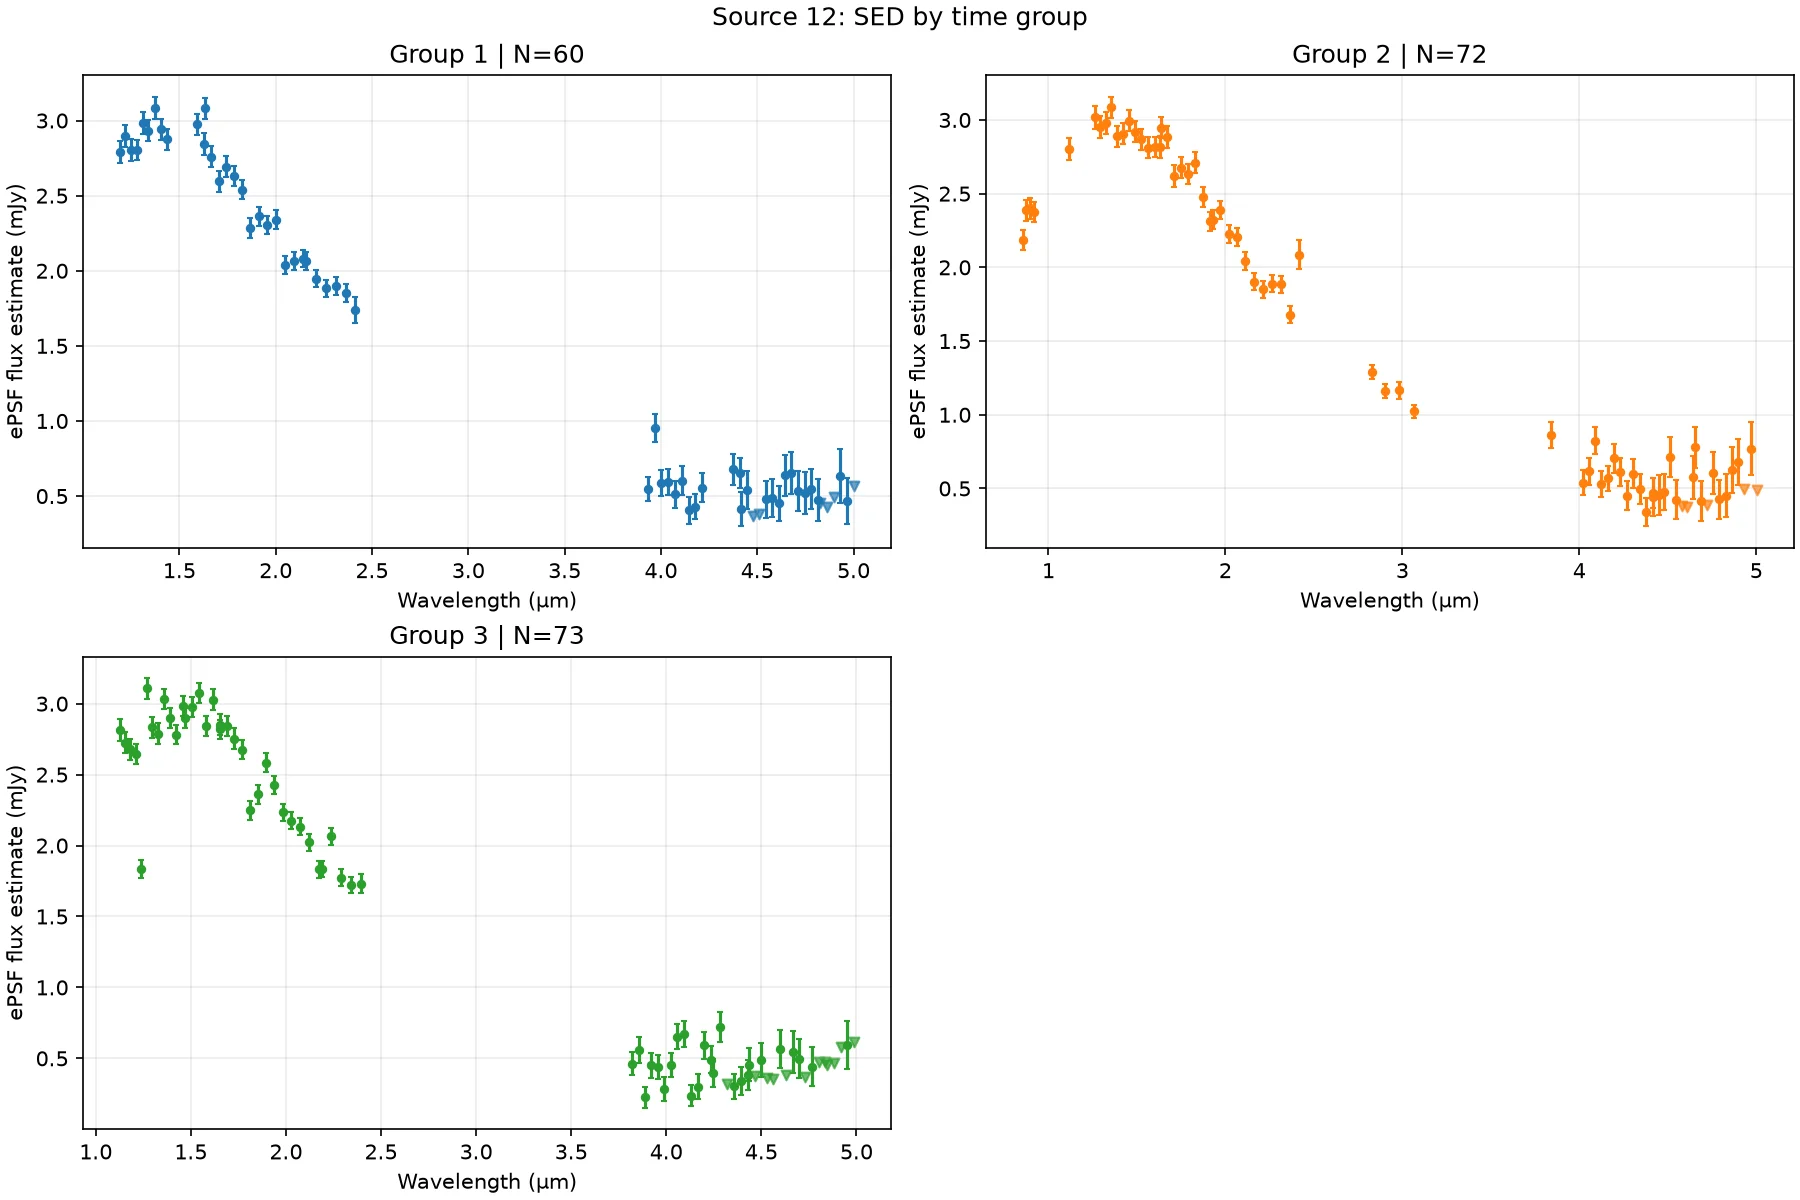 Source 12: SED by time group
Group 1 | N=60
ePSF flux estimate (mJy)
3.0
2.5
2.0
1.5
1.0
0.5
1.5 2.0 2.5 3.0 3.5 4.0 4.5 5.0
Wavelength (µm)
Group 2 | N=72
ePSF flux estimate (mJy)
3.0
2.5
2.0
1.5
1.0
0.5
1 2 3 4 5
Wavelength (µm)
Group 3 | N=73
ePSF flux estimate (mJy)
3.0
2.5
2.0
1.5
1.0
0.5
1.0 1.5 2.0 2.5 3.0 3.5 4.0 4.5 5.0
Wavelength (µm)